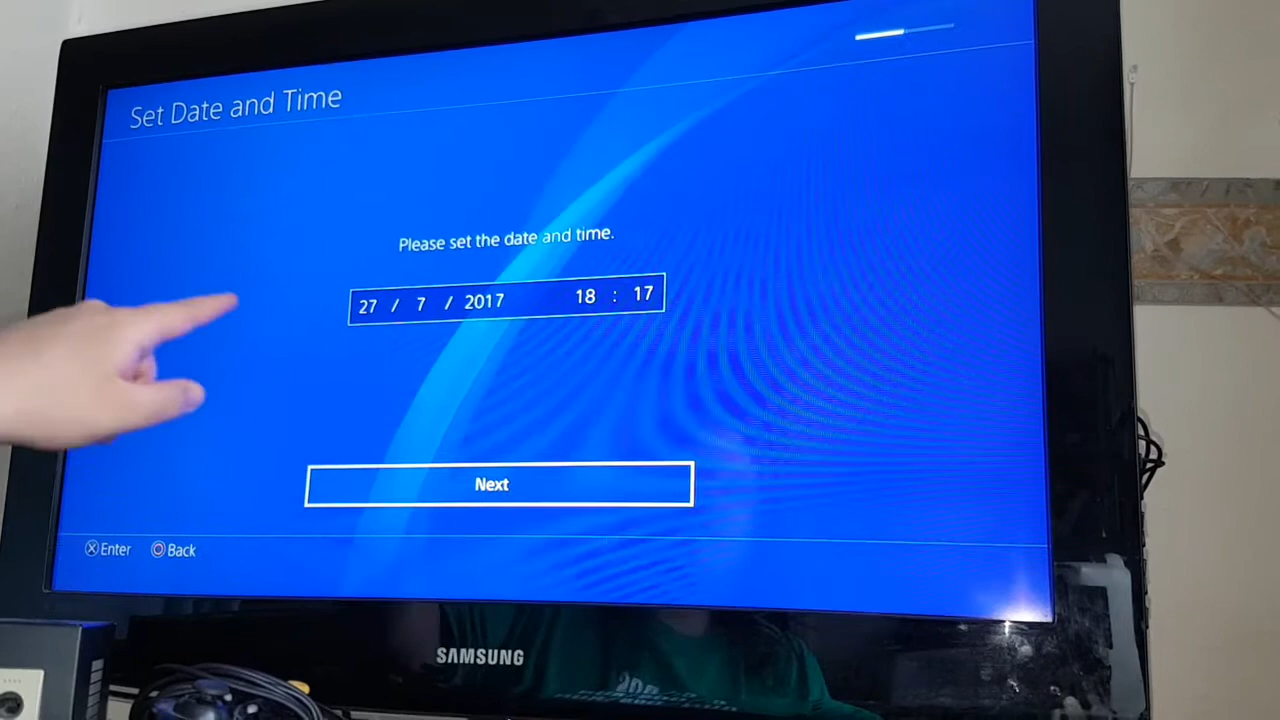 Set Date and Time
Please set the date and time.
27 / 7 / 2017 18 : 17
Next
Enter Back
SAMSUNG